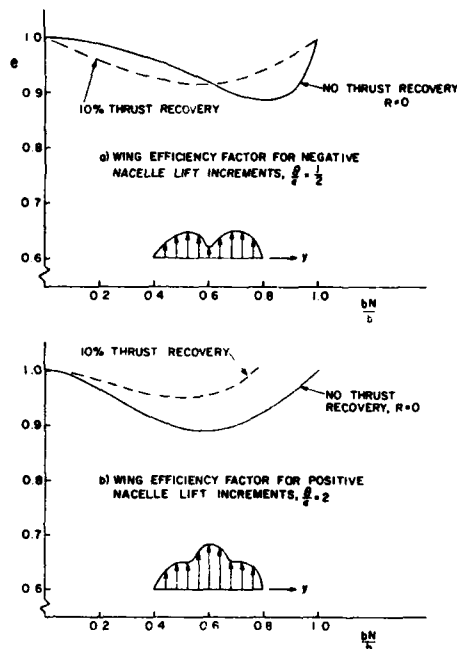 1.0
e
0.9
0.8
0.7
0.6
10% THRUST RECOVERY
NO THRUST RECOVERY
R=0
a) WING EFFICIENCY FACTOR FOR NEGATIVE
NACELLE LIFT INCREMENTS, = 1/2
y
0 2 0 4 0 6 0 8 1.0 bN/b
10% THRUST RECOVERY
1.0
0.9
0.8
0.7
0 6
NO THRUST
RECOVERY, R=0
b) WING EFFICIENCY FACTOR FOR POSITIVE
NACELLE LIFT INCREMENTS, = 2
y
0 2 0 4 0 6 0 8 1.0 bN/b